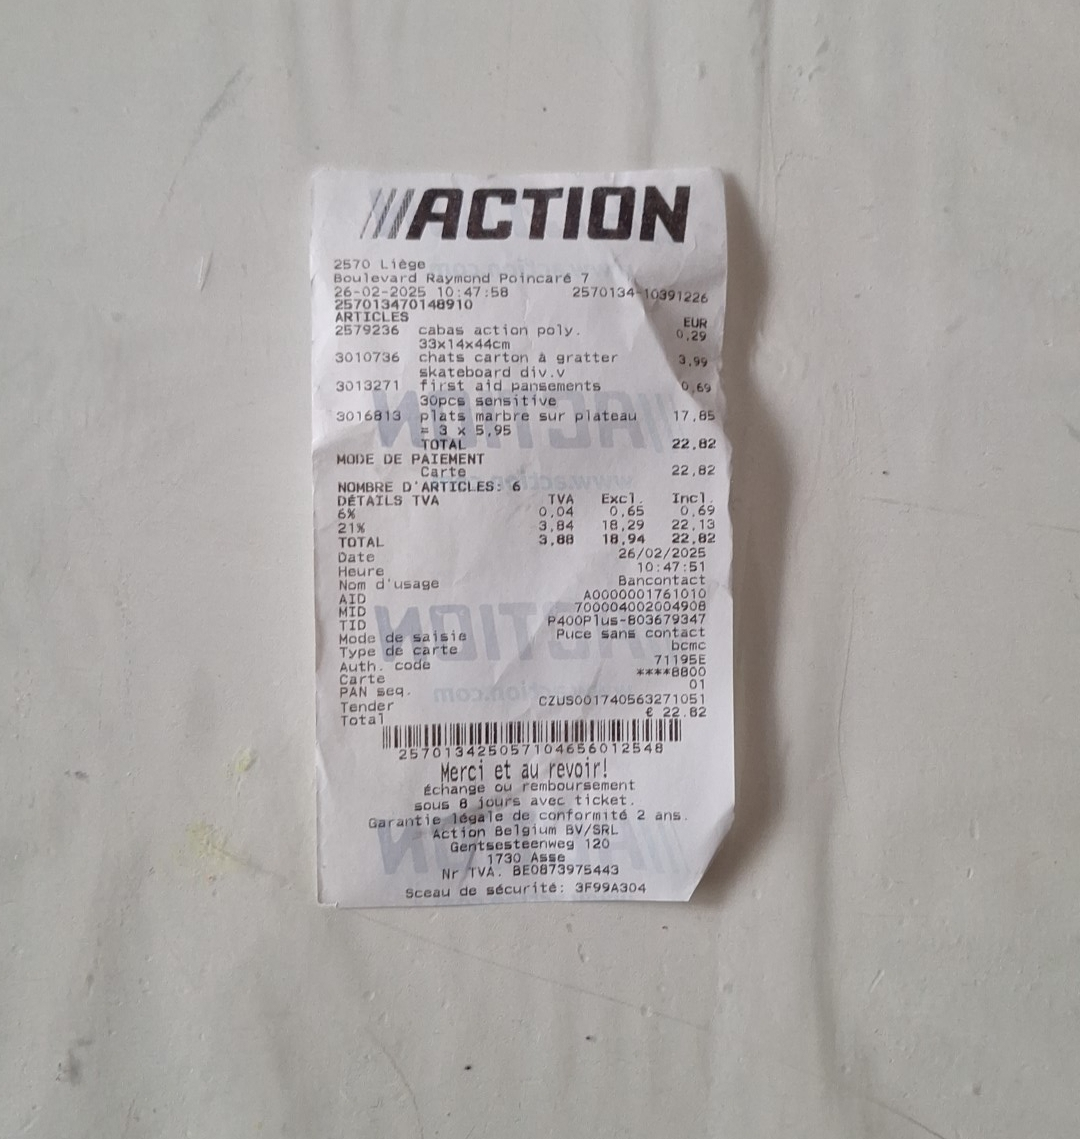 ///ACTION
2570 Liège
Boulevard Raymond Poincaré 7
26-02-2025 10:47:58 2570134-10391226
257013470148910
ARTICLES EUR
2579236 cabas action poly. 0,29
33x14x44cm
3010736 chats carton à gratter 3,99
skateboard div.v
3013271 first aid pansements 0,69
30pcs sensitive
3016813 plats marbre sur plateau 17,85
= 3 x 5,95
TOTAL 22,82
MODE DE PAIEMENT
Carte 22,82
NOMBRE D'ARTICLES: 6
DÉTAILS TVA TVA Excl. Incl.
6% 0,04 0,65 0,69
21% 3,84 18,29 22,13
TOTAL 3,88 18,94 22,82
Date 26/02/2025
Heure 10:47:51
Nom d'usage Bancontact
AID A0000001761010
MID 700004002004908
TID P400Plus-803679347
Mode de saisie Puce sans contact
Type de carte bcmc
Auth. code 71195E
Carte ****8800
PAN seq. 01
Tender CZUS001740563271051
Total € 22.82
257013425057104656012548
Merci et au revoir!
Échange ou remboursement
sous 8 jours avec ticket.
Garantie légale de conformité 2 ans.
Action Belgium BV/SRL
Gentsesteenweg 120
1730 Asse
Nr TVA. BE0873975443
Sceau de sécurité: 3F99A304